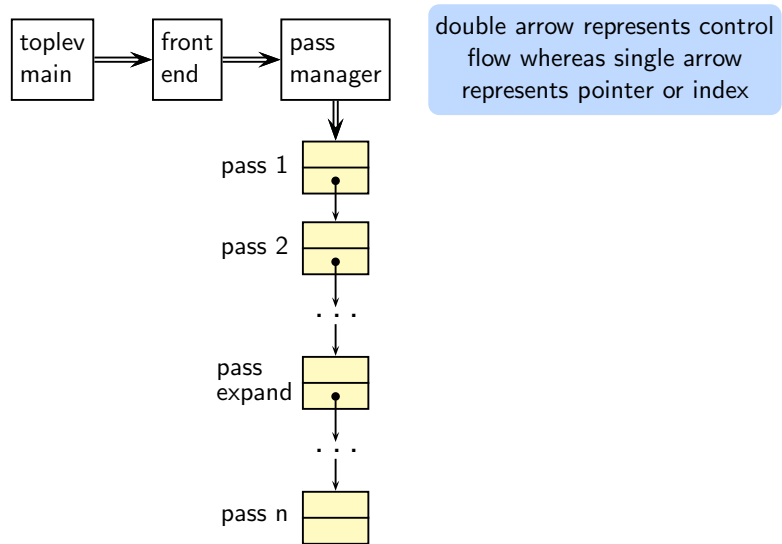 toplev
main
front
end
pass
manager
double arrow represents control
flow whereas single arrow
represents pointer or index
pass 1
pass 2
. . .
pass
expand
. . .
pass n